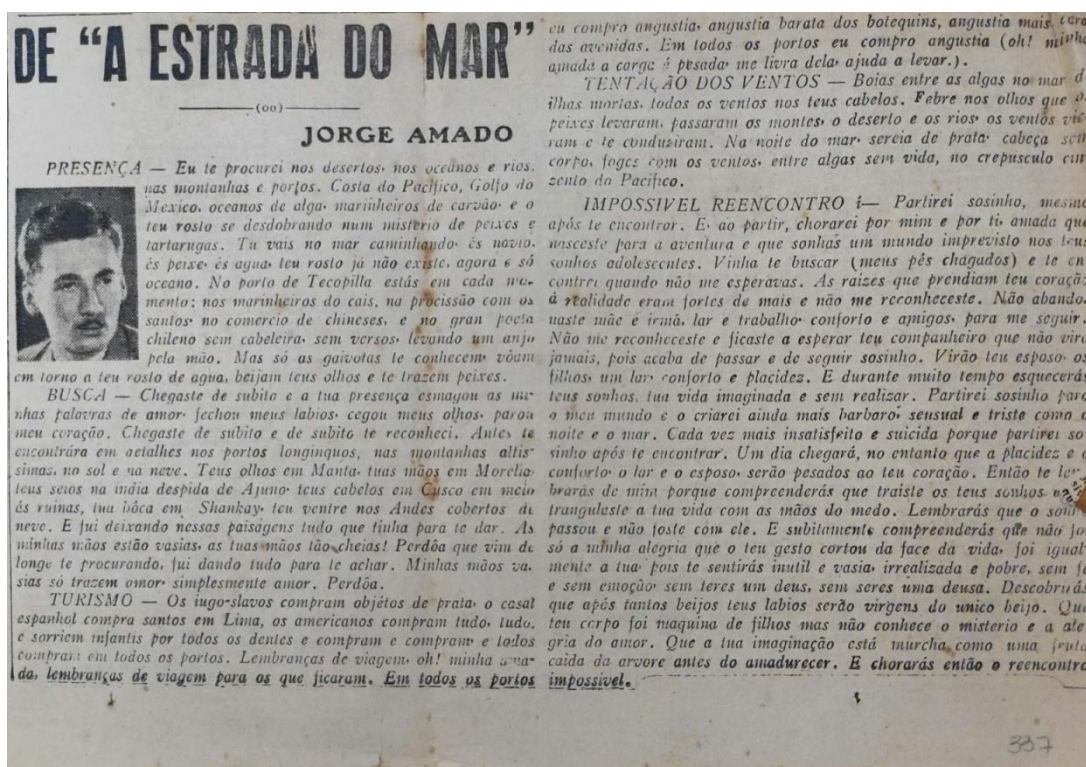 DE “A ESTRADA DO MAR”
(oo)
JORGE AMADO
PRESENÇA — Eu te procurei nos desertos, nos oceanos e rios,
nas montanhas e portos. Costa do Pacifico, Golfo do
Mexico, oceanos de alga, marinheiros de carvão, e o
teu rosto se desdobrando num misterio de peixes e
tartarugas. Tu vais no mar caminhando, és navio,
és peixe, és agua, teu rosto já não existe, agora é só
oceano. No porto de Tecopilla estás em cada mo-
mento: nos marinheiros do cais, na procissão com os
santos, no comercio de chineses, e no gran poeta
chileno sem cabeleira, sem versos, levando um anjo
pela mão. Mas só as gaivotas te conhecem, vôam
em torno a teu rosto de agua, beijam teus olhos e te trazem peixes.
BUSCA — Chegaste de subito e a tua presença esmagou as mi-
nhas palavras de amor, fechou meus labios, cegou meus olhos, parou
meu coração. Chegaste de subito e de subito te reconheci. Antes te
encontrára em detalhes nos portos longinquos, nas montanhas altis-
simas, no sol e na neve. Teus olhos em Manta, tuas mãos em Morelia,
teus seios na india despida de Ajuno, teus cabelos em Cusco em meio
ás ruinas, tua bôca em Shankay, teu ventre nos Andes cobertos de
neve. E fui deixando nessas paisagens tudo que tinha para te dar. As
minhas mãos estão vasias, as tuas mãos tão cheias! Perdôa que vim de
longe te procurando, fui dando tudo para te achar. Minhas mãos va-
sias só trazem amor, simplesmente amor. Perdôa.
TURISMO — Os iugo-slavos compram objétos de prata, o casal
espanhol compra santos em Lima, os americanos compram tudo, tudo,
e sorriem infantis por todos os dentes e compram e compram, e todos
compram em todos os portos. Lembranças de viagem, oh! minha ama-
da, lembranças de viagem para os que ficaram. Em todos os portos
eu compro angustia, angustia barata dos botequins, angustia mais cara
das avenidas. Em todos os portos eu compro angustia (oh! minha
amada a carga é pesada, me livra dela, ajuda a levar.).
TENTAÇÃO DOS VENTOS — Boias entre as algas no mar d
ilhas mortas, todos os ventos nos teus cabelos. Febre nos olhos que o
peixes levaram, passaram os montes, o deserto e os rios, os ventos vie-
ram e te conduziram. Na noite do mar, sereia de prata, cabeça sem
corpo, foges com os ventos, entre algas sem vida, no crepusculo cin
zento do Pacifico.
IMPOSSIVEL REENCONTRO :— Partirei sosinho, mesmo
após te encontrar. E, ao partir, chorarei por mim e por ti, amada que
nasceste para a aventura e que sonhas um mundo imprevisto nos teus
sonhos adolescentes. Vinha te buscar (meus pés chagados) e te en
contrei quando não me esperavas. As raizes que prendiam teu coração
á realidade eram fortes de mais e não me reconheceste. Não abando-
naste mãe e irmã, lar e trabalho, conforto e amigos, para me seguir.
Não me reconheceste e ficaste a esperar teu companheiro que não virá
jamais, pois acaba de passar e de seguir sosinho. Virão teu esposo, os
filhos, um lar, conforto e placidez. E durante muito tempo esquecerás
teus sonhos, tua vida imaginada e sem realizar. Partirei sosinho para
o meu mundo e o criarei ainda mais barbaro, sensual e triste como a
noite e o mar. Cada vez mais insatisfeito e suicida porque partirei so-
sinho após te encontrar. Um dia chegará, no entanto que a placidez e o
conforto, o lar e o esposo, serão pesados ao teu coração. Então te lem-
brarás de mim porque compreenderás que traiste os teus sonhos e
trangulaste a tua vida com as mãos do medo. Lembrarás que o sonho
passou e não foste com ele. E subitamente compreenderás que não foi
só a minha alegria que o teu gesto cortou da face da vida, foi igual-
mente a tua, pois te sentirás inutil e vasia, irrealizada e pobre, sem fé
e sem emoção, sem teres um deus, sem seres uma deusa. Descobrirás
que após tantos beijos teus labios serão virgens do unico beijo. Que
teu corpo foi maquina de filhos mas não conhece o misterio e a ale-
gria do amor. Que a tua imaginação está murcha como uma fruta
caida da arvore antes do amadurecer. E chorarás então o reencontro
impossivel.
337